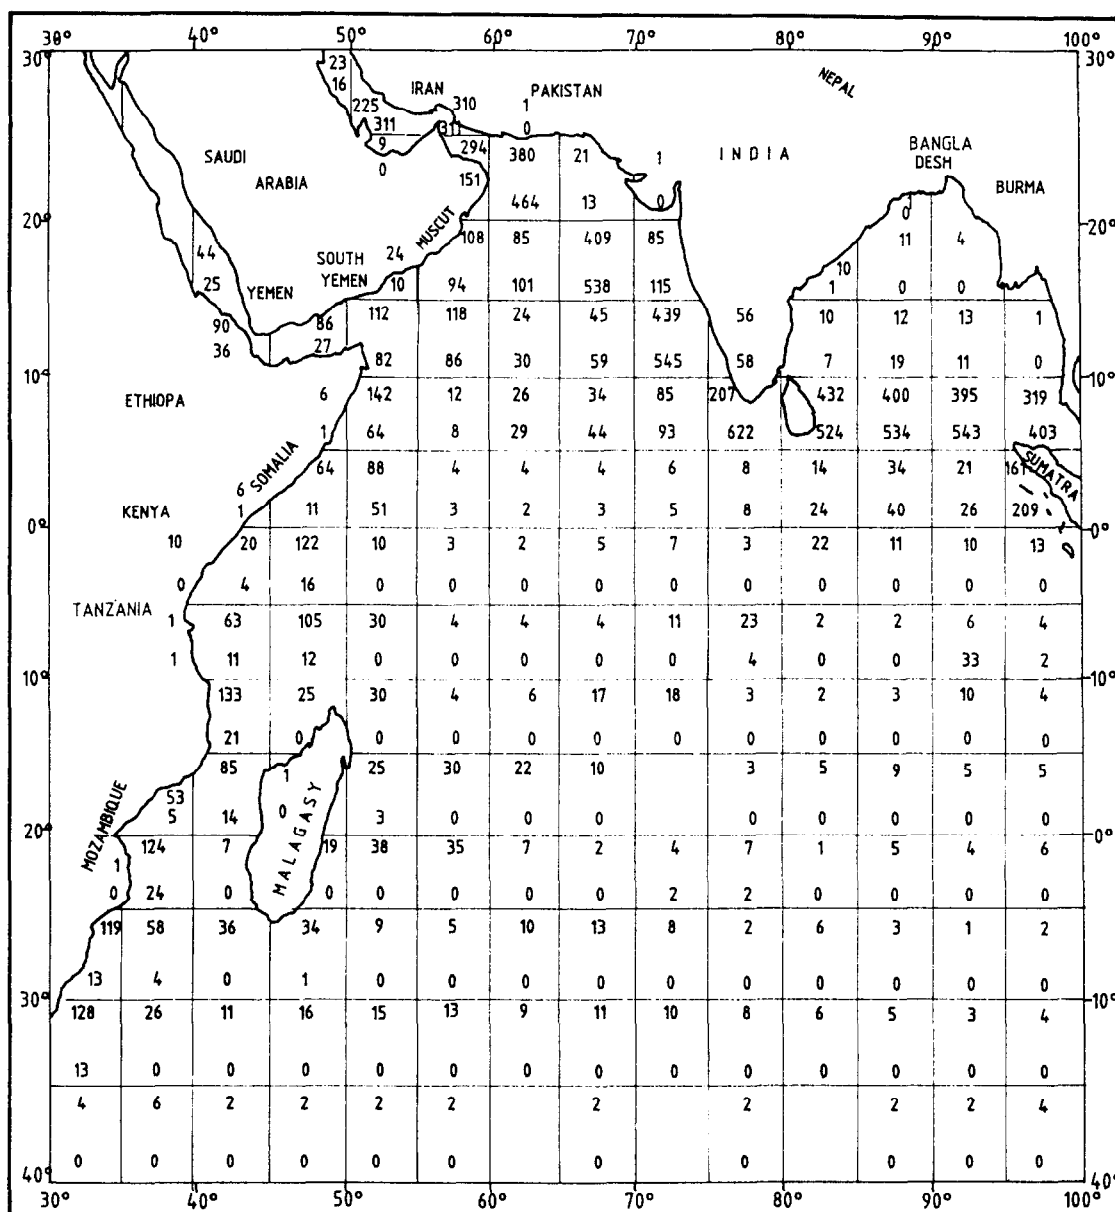 30° 40° 50° 60° 70° 80° 90° 100°
30° 23 30°
16 IRAN 310 PAKISTAN 1 NEPAL
225
311 311 0
9 294 380 21 1 INDIA BANGLA
SAUDI DESH
0
ARABIA 151 BURMA
464 13 0 0
20° MUSCUT 20°
108 85 409 85 11 4
44 SOUTH 24 10
25 YEMEN YEMEN 10 94 101 538 115 1 0 0
90 86 112 118 24 45 439 56 10 12 13 1
36 27 82 86 30 59 545 58 7 19 11 0
10° 10°
ETHIOPA 6 142 12 26 34 85 207 432 400 395 319
1 64 8 29 44 93 622 524 534 543 403
SOMALIA 64 88 4 4 4 6 8 14 34 21 161 SUMATRA
6
KENYA 1 11 51 3 2 3 5 8 24 40 26 209
0° 0°
10 20 122 10 3 2 5 7 3 22 11 10 13
0 4 16 0 0 0 0 0 0 0 0 0 0
TANZANIA 1 63 105 30 4 4 4 11 23 2 2 6 4
1 11 12 0 0 0 0 0 4 0 0 33 2
10° 10°
133 25 30 4 6 17 18 3 2 3 10 4
21 0 0 0 0 0 0 0 0 0 0 0
85 1 25 30 22 10 3 5 9 5 5
MOZAMBIQUE 53
5 14 0 3 0 0 0 0 0 0 0 0
20° MALAGASY 0°
1 124 7 19 38 35 7 2 4 7 1 5 4 6
0 24 0 0 0 0 0 0 2 2 0 0 0 0
119 58 36 34 9 5 10 13 8 2 6 3 1 2
13 4 0 1 0 0 0 0 0 0 0 0 0 0
30° 10°
128 26 11 16 15 13 9 11 10 8 6 5 3 4
13 0 0 0 0 0 0 0 0 0 0 0 0 0
4 6 2 2 2 2 2 2 2 2 4
0 0 0 0 0 0 0 0 0 0 0
40° 40°
30° 40° 50° 60° 70° 80° 90° 100°